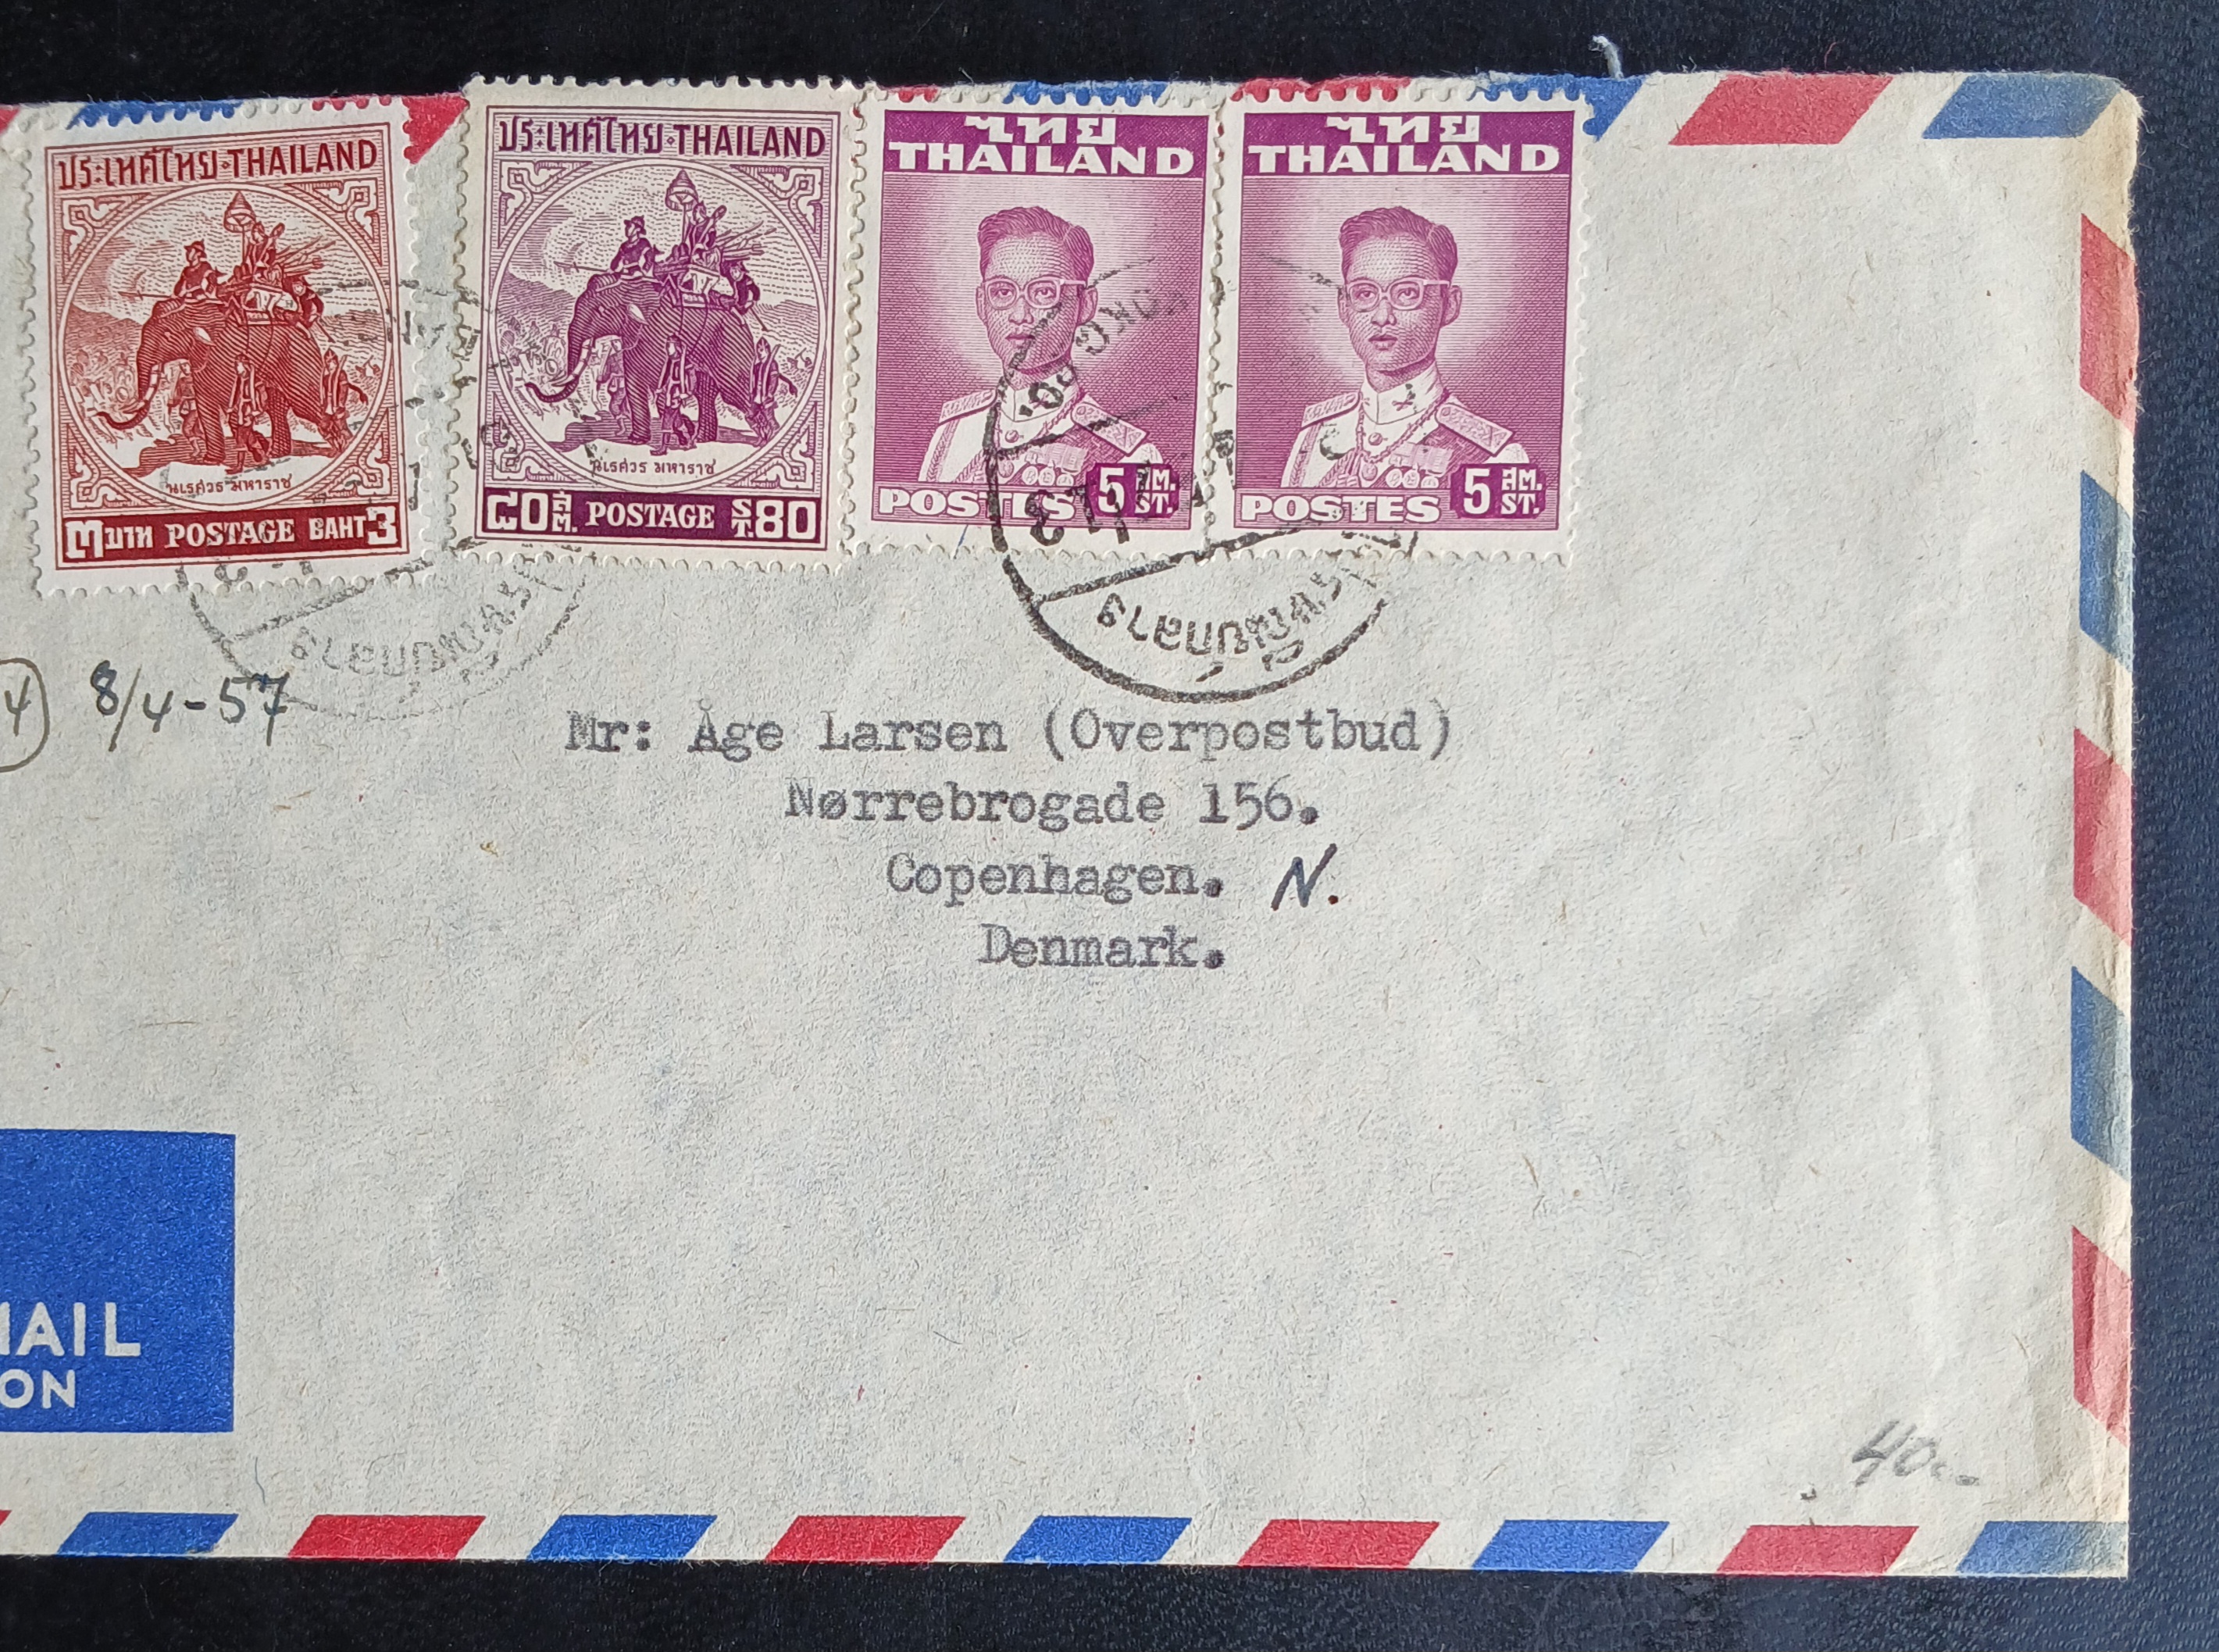 ประเทศไทย·THAILAND
นเรศวร มหาราช
๓ บาท POSTAGE BAHT 3
ประเทศไทย·THAILAND
นเรศวร มหาราช
๘๐ ส.ต. POSTAGE ST. 80
ไทย
THAILAND
POSTES 5 สต. ST.
ไทย
THAILAND
POSTES 5 สต. ST.
4 8/4-57
Mr: Åge Larsen (Overpostbud)
Nørrebrogade 156.
Copenhagen. N.
Denmark.
MAIL
ON
40.-